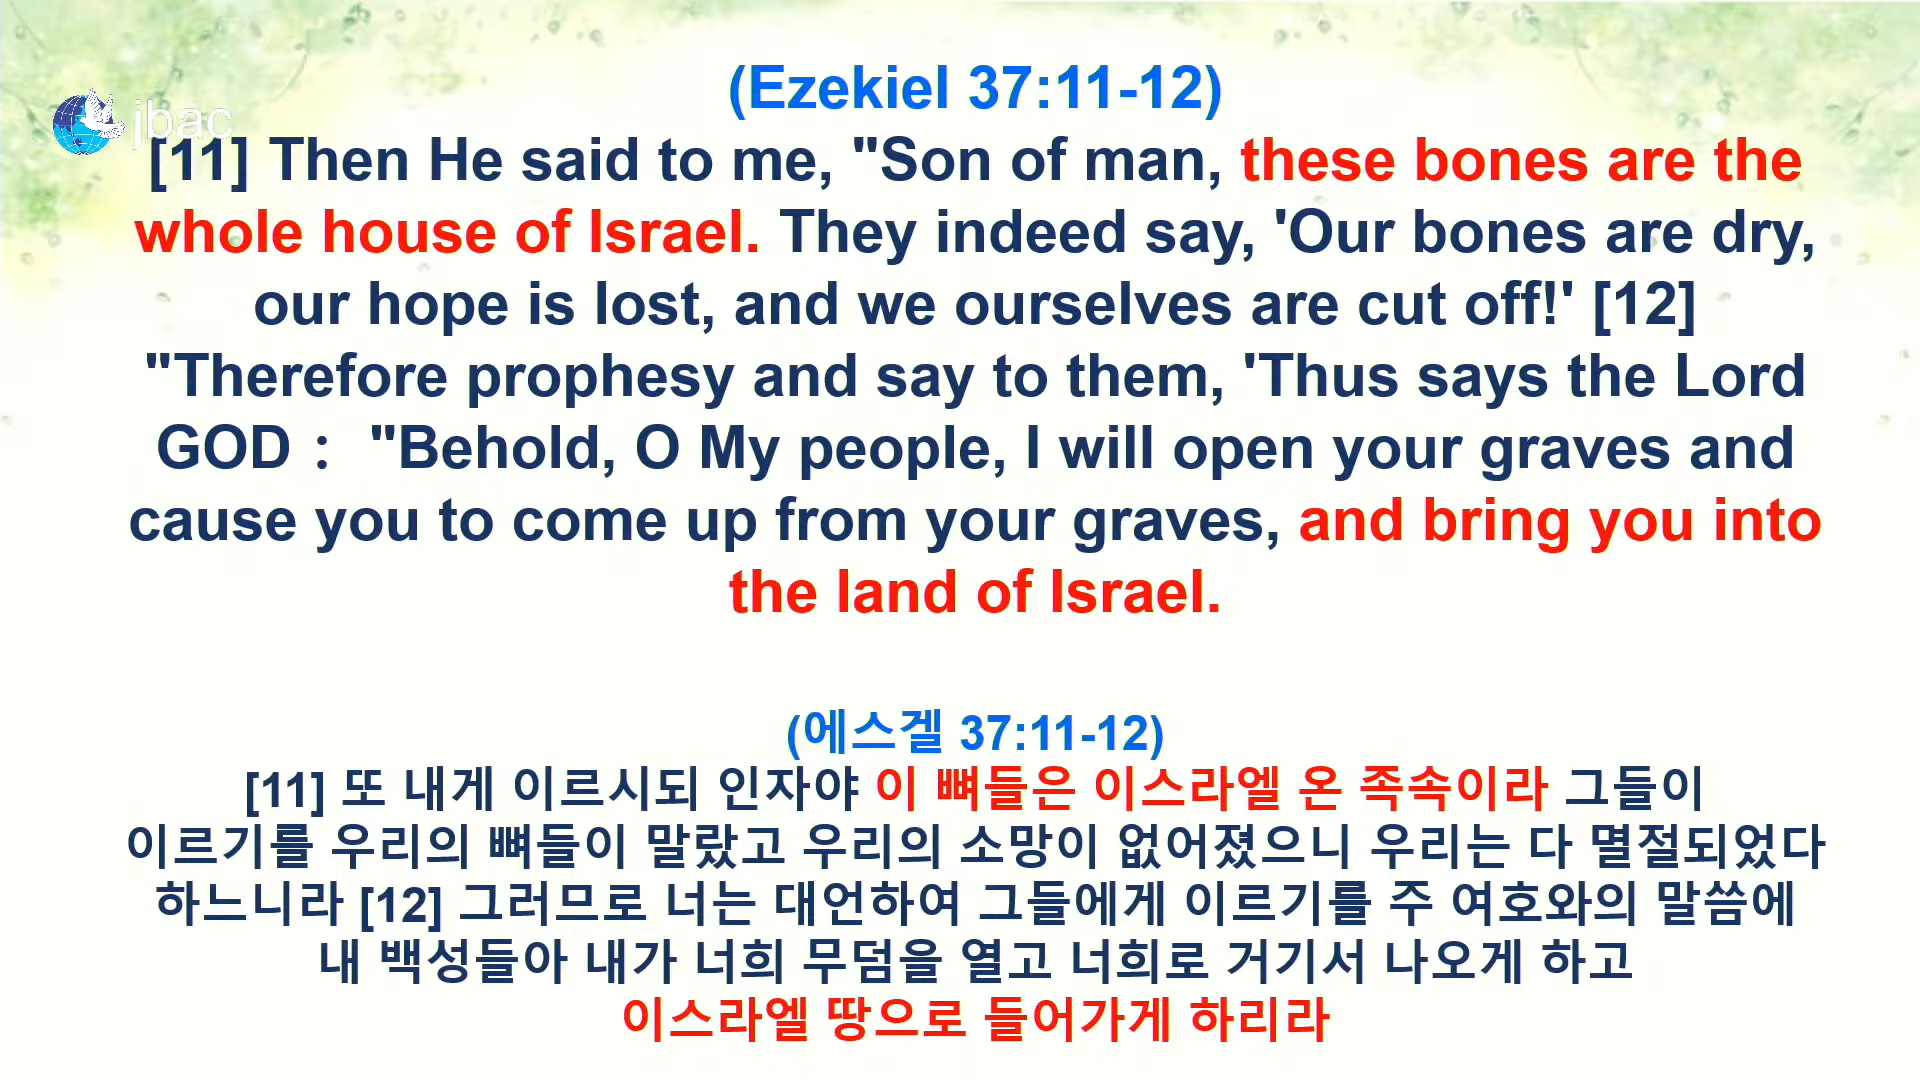 (Ezekiel 37:11-12)
jbac
[11] Then He said to me, "Son of man, these bones are the
whole house of Israel. They indeed say, 'Our bones are dry,
our hope is lost, and we ourselves are cut off!' [12]
"Therefore prophesy and say to them, 'Thus says the Lord
GOD : "Behold, O My people, I will open your graves and
cause you to come up from your graves, and bring you into
the land of Israel.
(에스겔 37:11-12)
[11] 또 내게 이르시되 인자야 이 뼈들은 이스라엘 온 족속이라 그들이
이르기를 우리의 뼈들이 말랐고 우리의 소망이 없어졌으니 우리는 다 멸절되었다
하느니라 [12] 그러므로 너는 대언하여 그들에게 이르기를 주 여호와의 말씀에
내 백성들아 내가 너희 무덤을 열고 너희로 거기서 나오게 하고
이스라엘 땅으로 들어가게 하리라